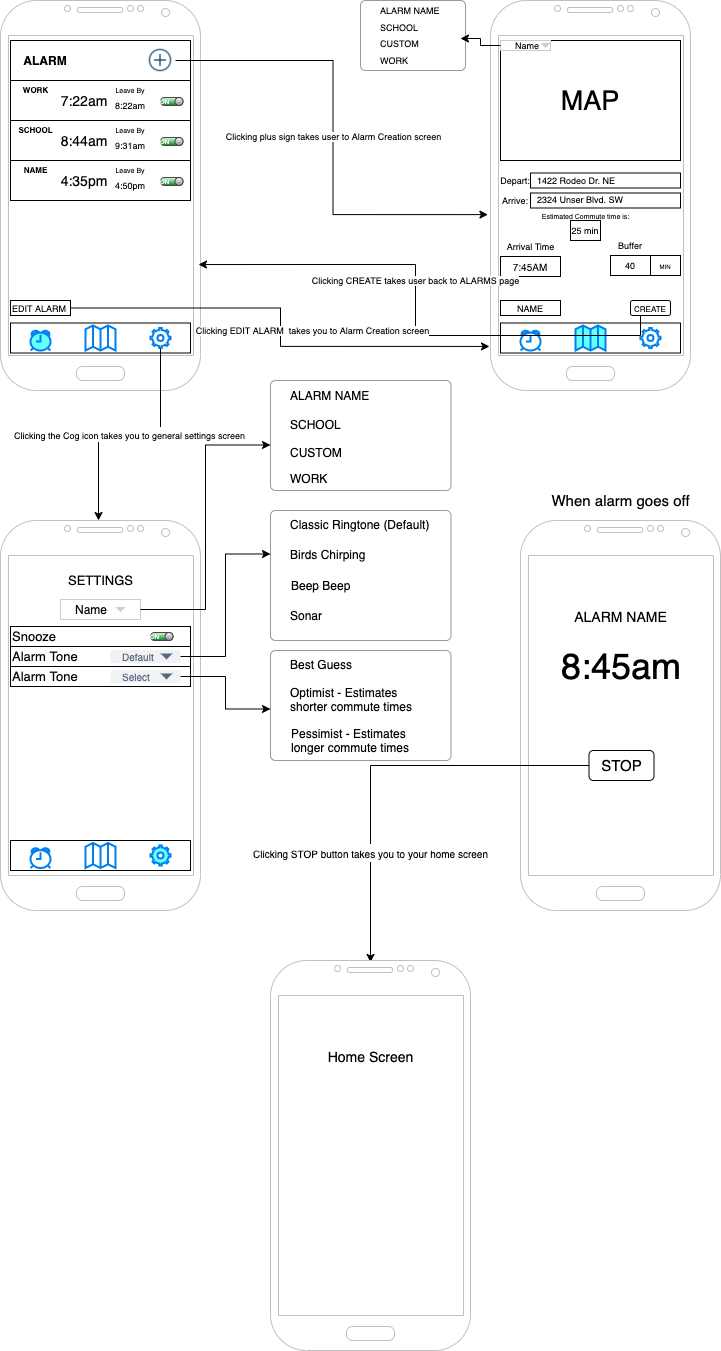 ALARM
WORK
7:22am
Leave By
8:22am
ON
SCHOOL
8:44am
Leave By
9:31am
ON
NAME
4:35pm
Leave By
4:50pm
ON
EDIT ALARM
ALARM NAME
SCHOOL
CUSTOM
WORK
Name
MAP
Clicking plus sign takes user to Alarm Creation screen
Depart:
1422 Rodeo Dr. NE
Arrive:
2324 Unser Blvd. SW
Estimated Commute time is:
25 min
Arrival Time
Buffer
7:45AM
40
MIN
NAME
CREATE
Clicking CREATE takes user back to ALARMS page
Clicking EDIT ALARM takes you to Alarm Creation screen
Clicking the Cog icon takes you to general settings screen
ALARM NAME
SCHOOL
CUSTOM
WORK
SETTINGS
Name
Snooze
ON
Alarm Tone
Default
Alarm Tone
Select
Classic Ringtone (Default)
Birds Chirping
Beep Beep
Sonar
Best Guess
Optimist - Estimates
shorter commute times
Pessimist - Estimates
longer commute times
When alarm goes off
ALARM NAME
8:45am
STOP
Clicking STOP button takes you to your home screen
Home Screen